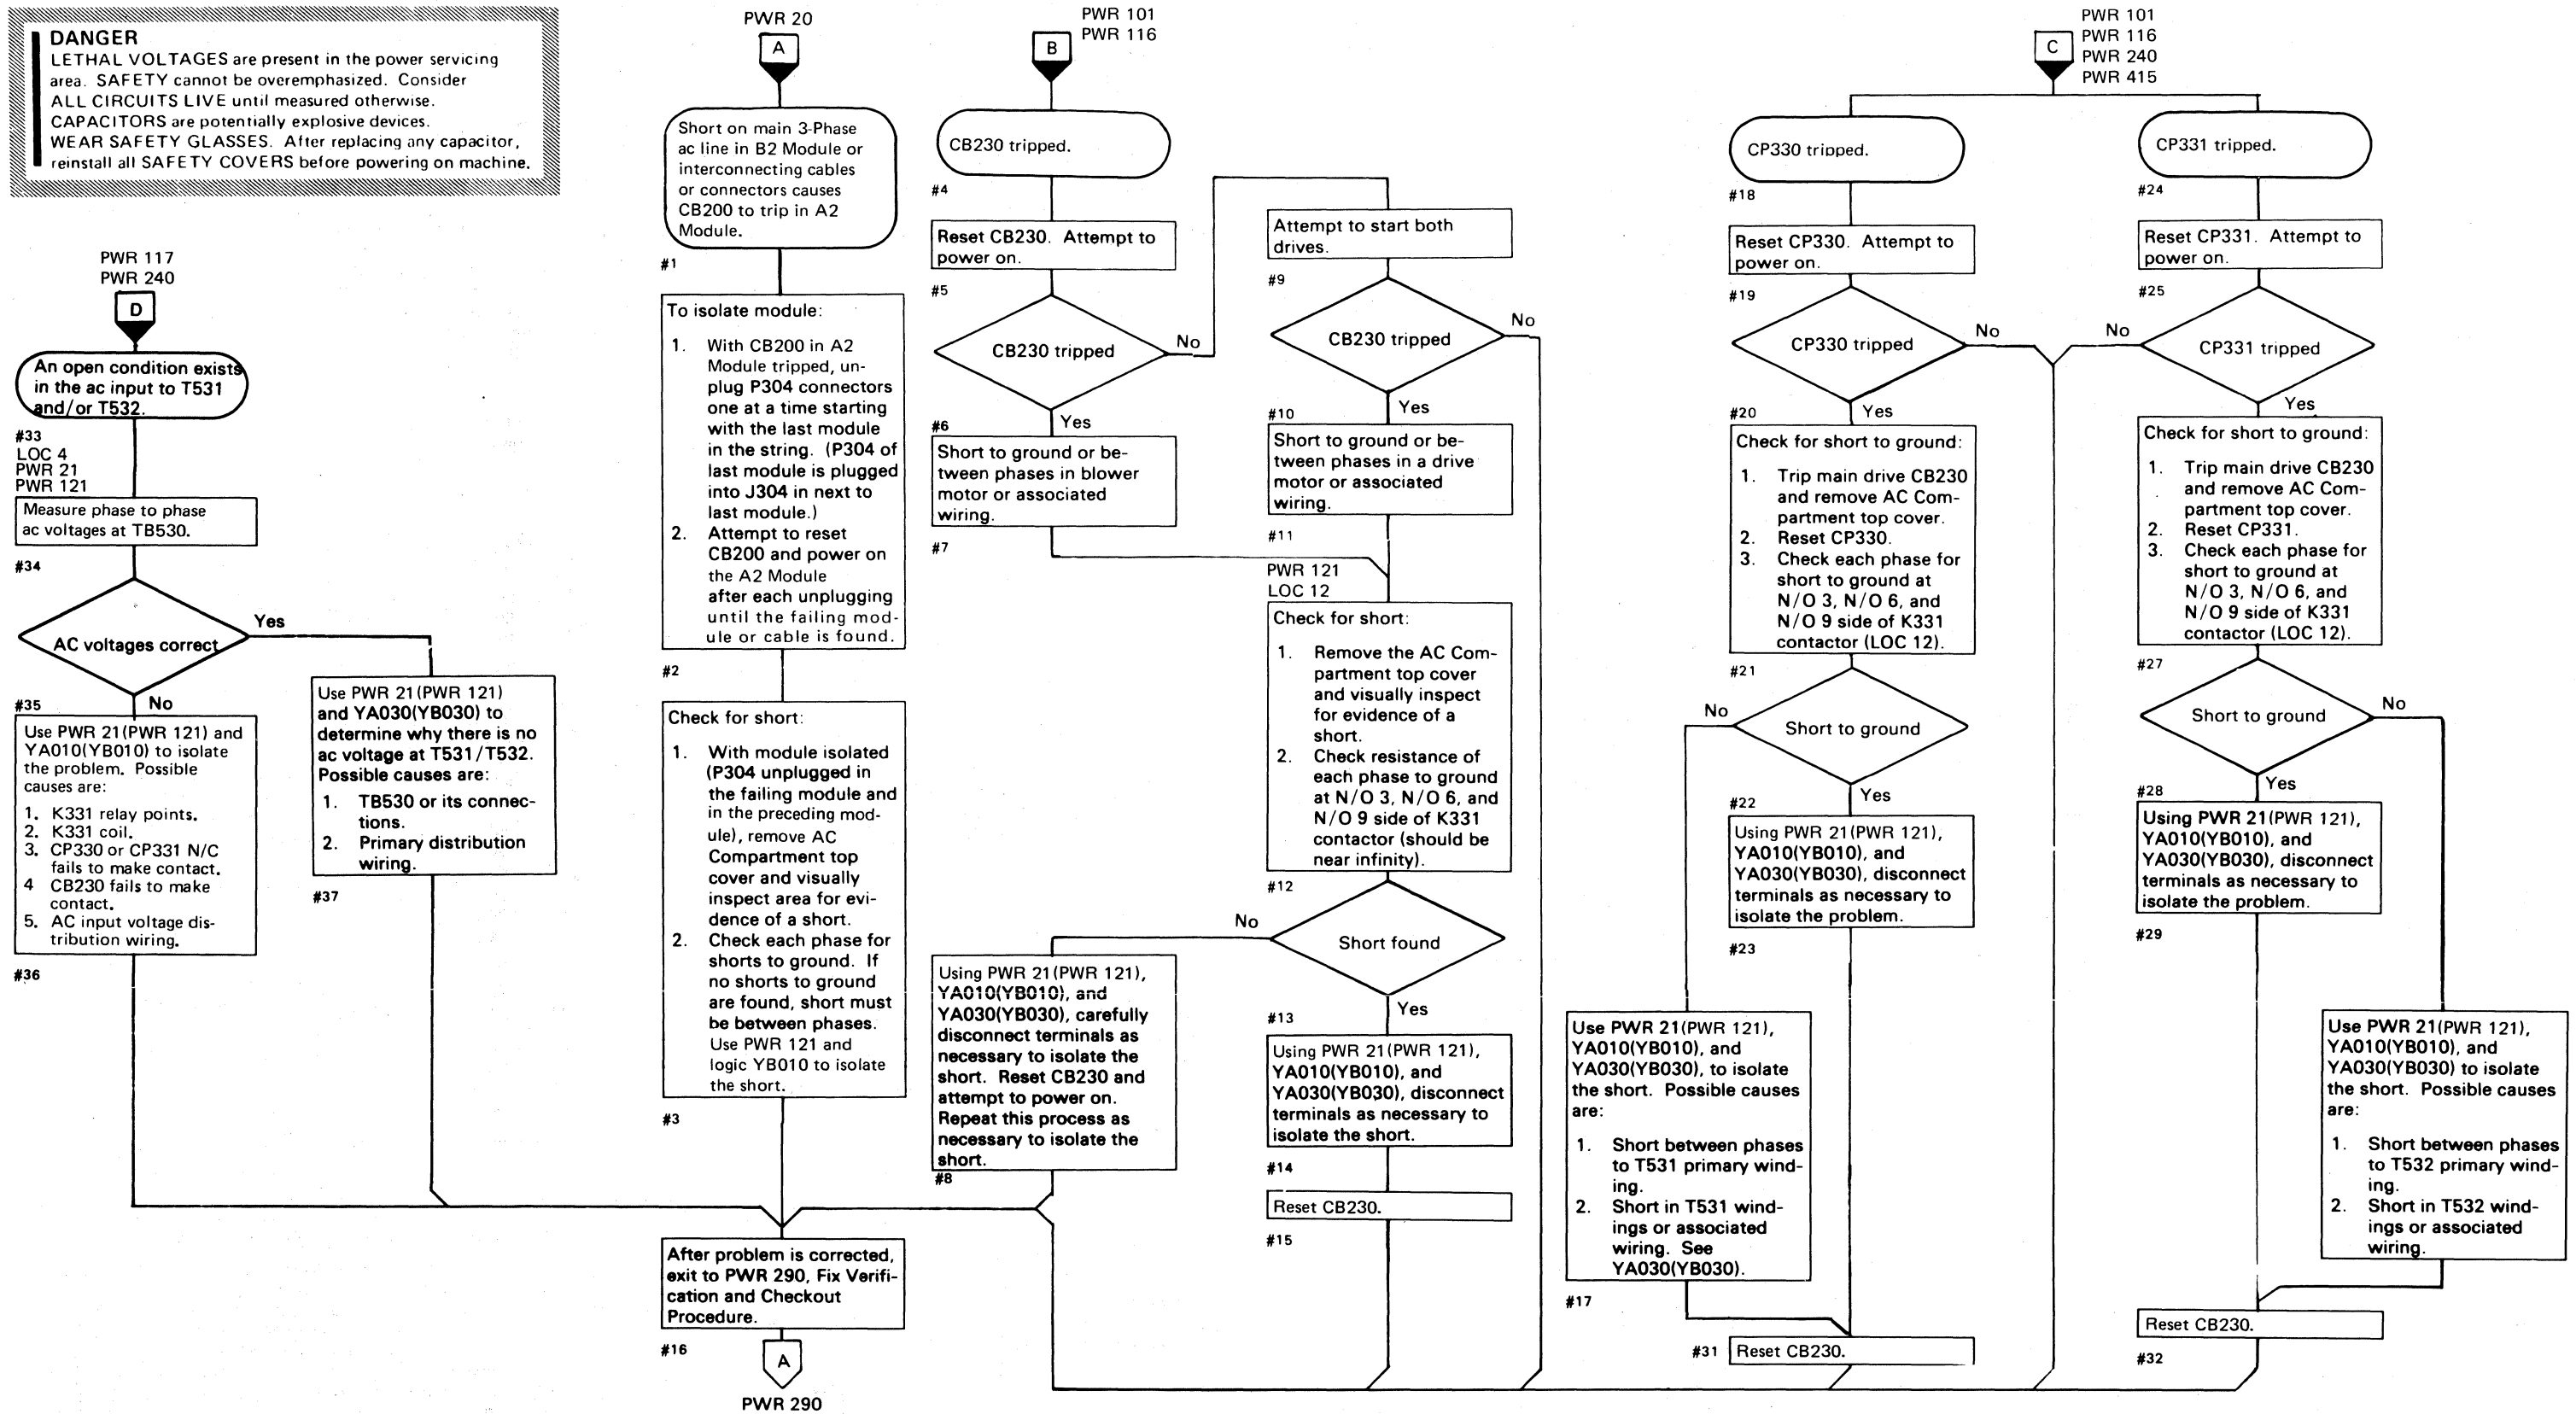 DANGER
LETHAL VOLTAGES are present in the power servicing
area. SAFETY cannot be overemphasized. Consider
ALL CIRCUITS LIVE until measured otherwise.
CAPACITORS are potentially explosive devices.
WEAR SAFETY GLASSES. After replacing any capacitor,
reinstall all SAFETY COVERS before powering on machine.
PWR 117
PWR 240
D
An open condition exists
in the ac input to T531
and/or T532.
#33
LOC 4
PWR 21
PWR 121
Measure phase to phase
ac voltages at TB530.
#34
AC voltages correct
Yes
No
#35
Use PWR 21(PWR 121) and
YA010(YB010) to isolate
the problem. Possible
causes are:
1. K331 relay points.
2. K331 coil.
3. CP330 or CP331 N/C
fails to make contact.
4 CB230 fails to make
contact.
5. AC input voltage dis-
tribution wiring.
#36
Use PWR 21(PWR 121)
and YA030(YB030) to
determine why there is no
ac voltage at T531/T532.
Possible causes are:
1. TB530 or its connec-
tions.
2. Primary distribution
wiring.
#37
PWR 20
A
Short on main 3-Phase
ac line in B2 Module or
interconnecting cables
or connectors causes
CB200 to trip in A2
Module.
#1
To isolate module:
1. With CB200 in A2
Module tripped, un-
plug P304 connectors
one at a time starting
with the last module
in the string. (P304 of
last module is plugged
into J304 in next to
last module.)
2. Attempt to reset
CB200 and power on
the A2 Module
after each unplugging
until the failing mod-
ule or cable is found.
#2
Check for short:
1. With module isolated
(P304 unplugged in
the failing module and
in the preceding mod-
ule), remove AC
Compartment top
cover and visually
inspect area for evi-
dence of a short.
2. Check each phase for
shorts to ground. If
no shorts to ground
are found, short must
be between phases.
Use PWR 121 and
logic YB010 to isolate
the short.
#3
After problem is corrected,
exit to PWR 290, Fix Verifi-
cation and Checkout
Procedure.
#16
A
PWR 290
PWR 101
PWR 116
B
CB230 tripped.
#4
Reset CB230. Attempt to
power on.
#5
CB230 tripped
No
Yes
#6
Short to ground or be-
tween phases in blower
motor or associated
wiring.
#7
Using PWR 21(PWR 121),
YA010(YB010), and
YA030(YB030), carefully
disconnect terminals as
necessary to isolate the
short. Reset CB230 and
attempt to power on.
Repeat this process as
necessary to isolate the
short.
#8
Attempt to start both
drives.
#9
CB230 tripped
No
Yes
#10
Short to ground or be-
tween phases in a drive
motor or associated
wiring.
#11
PWR 121
LOC 12
Check for short:
1. Remove the AC Com-
partment top cover
and visually inspect
for evidence of a
short.
2. Check resistance of
each phase to ground
at N/O 3, N/O 6, and
N/O 9 side of K331
contactor (should be
near infinity).
#12
Short found
No
Yes
#13
Using PWR 21(PWR 121),
YA010(YB010), and
YA030(YB030), disconnect
terminals as necessary to
isolate the short.
#14
Reset CB230.
#15
PWR 101
PWR 116
PWR 240
PWR 415
C
CP330 tripped.
#18
Reset CP330. Attempt to
power on.
#19
CP330 tripped
No
Yes
#20
Check for short to ground:
1. Trip main drive CB230
and remove AC Com-
partment top cover.
2. Reset CP330.
3. Check each phase for
short to ground at
N/O 3, N/O 6, and
N/O 9 side of K331
contactor (LOC 12).
#21
Short to ground
No
Yes
#22
Using PWR 21(PWR 121),
YA010(YB010), and
YA030(YB030), disconnect
terminals as necessary to
isolate the problem.
#23
Use PWR 21(PWR 121),
YA010(YB010), and
YA030(YB030), to isolate
the short. Possible causes
are:
1. Short between phases
to T531 primary wind-
ing.
2. Short in T531 wind-
ings or associated
wiring. See
YA030(YB030).
#17
#31
Reset CB230.
CP331 tripped.
#24
Reset CP331. Attempt to
power on.
#25
CP331 tripped
No
Yes
Check for short to ground:
1. Trip main drive CB230
and remove AC Com-
partment top cover.
2. Reset CP331.
3. Check each phase for
short to ground at
N/O 3, N/O 6, and
N/O 9 side of K331
contactor (LOC 12).
#27
Short to ground
No
Yes
#28
Using PWR 21(PWR 121),
YA010(YB010), and
YA030(YB030), disconnect
terminals as necessary to
isolate the problem.
#29
Use PWR 21(PWR 121),
YA010(YB010), and
YA030(YB030) to isolate
the short. Possible causes
are:
1. Short between phases
to T532 primary wind-
ing.
2. Short in T532 wind-
ings or associated
wiring.
Reset CB230.
#32